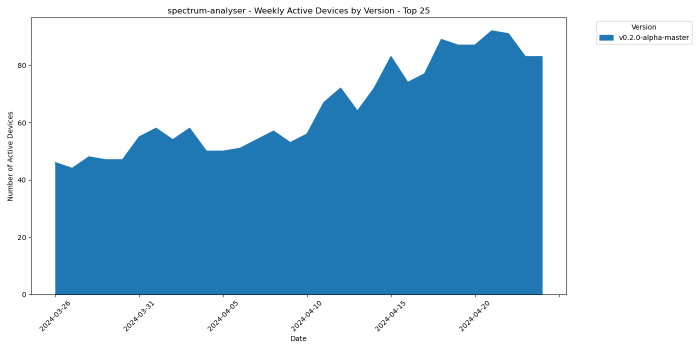 spectrum-analyser - Weekly Active Devices by Version - Top 25
Version
v0.2.0-alpha-master
Number of Active Devices
80
60
40
20
0
2024-03-26
2024-03-31
2024-04-05
2024-04-10
2024-04-15
2024-04-20
Date